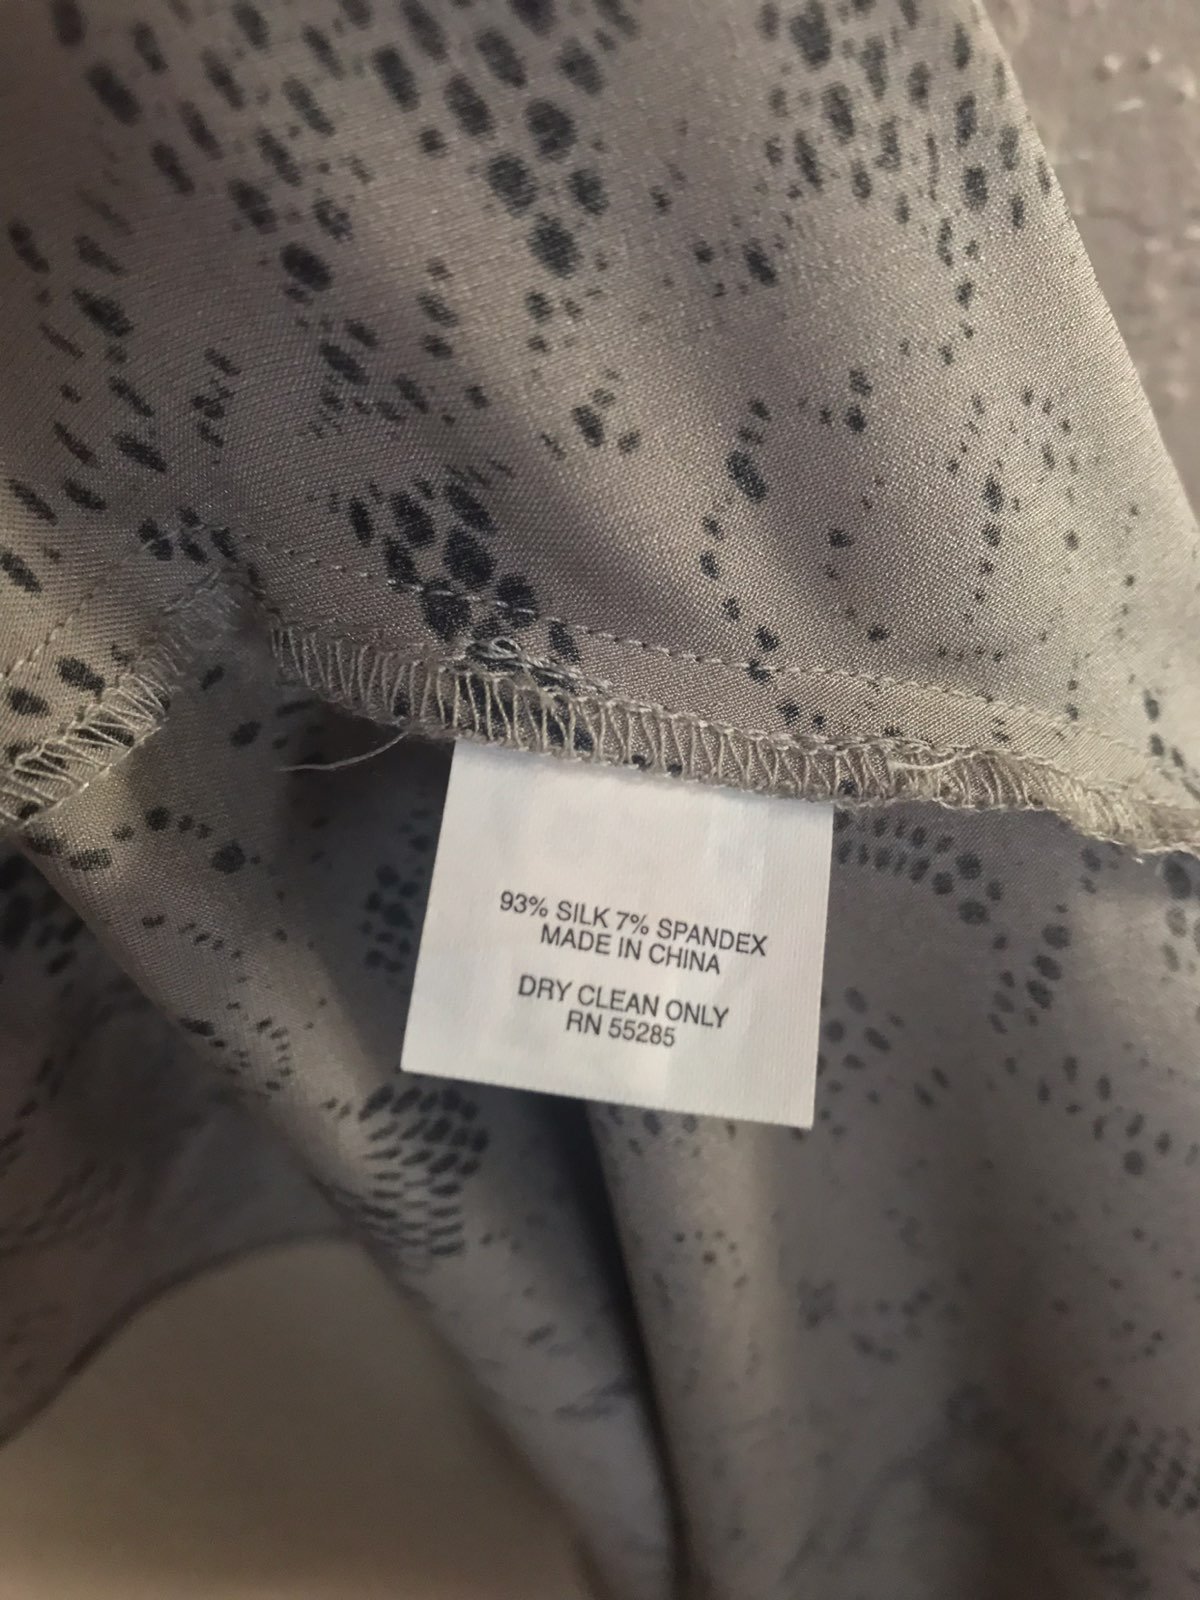 93% SILK 7% SPANDEX
MADE IN CHINA
DRY CLEAN ONLY
RN 55285